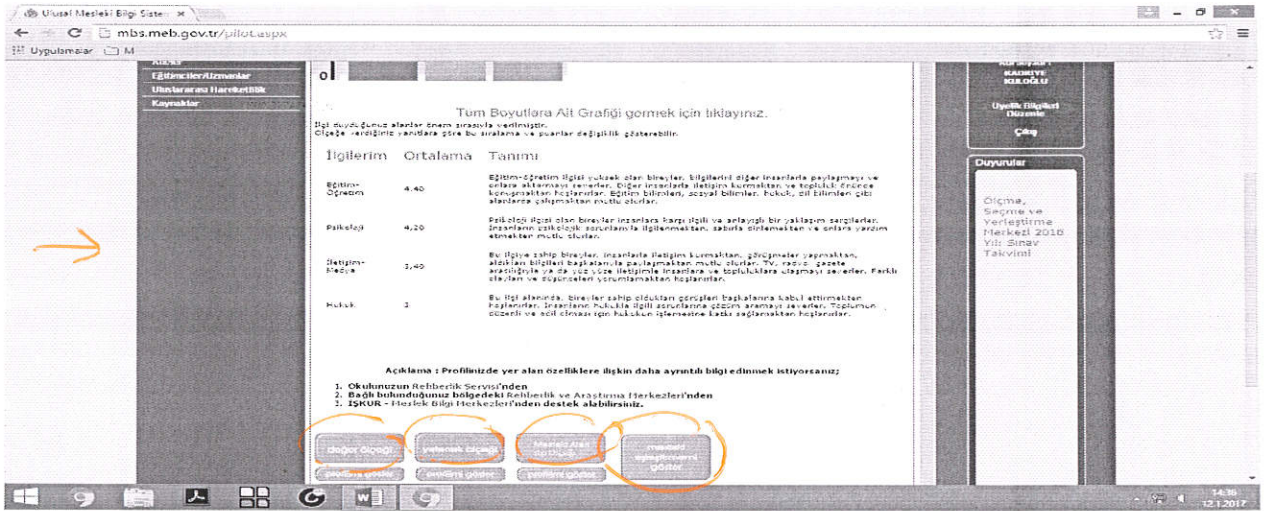 Ulusal Mesleki Bilgi Sistem
mbs.meb.gov.tr/pilot.aspx
Uygulamalar M
Eğitimciler/Uzmanlar
Uluslararası Hareketlilik
Kaynaklar
KADRİYE
KULOĞLU
Üyelik Bilgileri
Düzenle
Çıkış
Duyurular
Ölçme,
Seçme ve
Yerleştirme
Merkezi 2016
Yılı Sınav
Takvimi
Tüm Boyutlara Ait Grafiği görmek için tıklayınız.
İlgi duyduğunuz alanlar önem sırasıyla verilmiştir.
Ölçeğe verdiğiniz yanıtlara göre bu sıralama ve puanlar değişiklik gösterebilir.
İlgilerim Ortalama Tanımı
Eğitim-
Öğretim
4,40
Eğitim-öğretim ilgisi yüksek olan bireyler, bilgilerini diğer insanlarla paylaşmayı ve
onlara aktarmayı severler. Diğer insanlarla iletişim kurmaktan ve topluluk önünde
konuşmaktan hoşlanırlar. Eğitim bilimleri, sosyal bilimler, hukuk, dil bilimleri gibi
alanlarda çalışmaktan mutlu olurlar.
Psikoloji
4,20
Psikoloji ilgisi olan bireyler insanlara karşı ilgili ve anlayışlı bir yaklaşım sergilerler.
İnsanların psikolojik sorunlarıyla ilgilenmekten, sabırla dinlemekten ve onlara yardım
etmekten mutlu olurlar.
İletişim-
Medya
3,40
Bu ilgiye sahip bireyler, insanlarla iletişim kurmaktan, görüşmeler yapmaktan,
aldıkları bilgileri başkalarıyla paylaşmaktan mutlu olurlar. TV, radyo, gazete
aracılığıyla ya da yüz yüze iletişimle insanlara ve topluluklara ulaşmayı severler. Farklı
olayları ve düşünceleri yorumlamaktan hoşlanırlar.
Hukuk
3
Bu ilgi alanında, bireyler sahip oldukları görüşleri başkalarına kabul ettirmekten
hoşlanırlar. İnsanların hukukla ilgili sorunlarına çözüm aramayı severler. Toplumun
düzenli ve adil olması için hukukun işlemesine katkı sağlamaktan hoşlanırlar.
Açıklama : Profilinizde yer alan özelliklere ilişkin daha ayrıntılı bilgi edinmek istiyorsanız;
1. Okulunuzun Rehberlik Servisi'nden
2. Bağlı bulunduğunuz bölgedeki Rehberlik ve Araştırma Merkezleri'nden
3. İŞKUR - Meslek Bilgi Merkezleri'nden destek alabilirsiniz.
değer ölçeği
yetenek ölçeği
profilimi göster
profilimi göster
profilimi göster
göster
14:36
12.1.2017